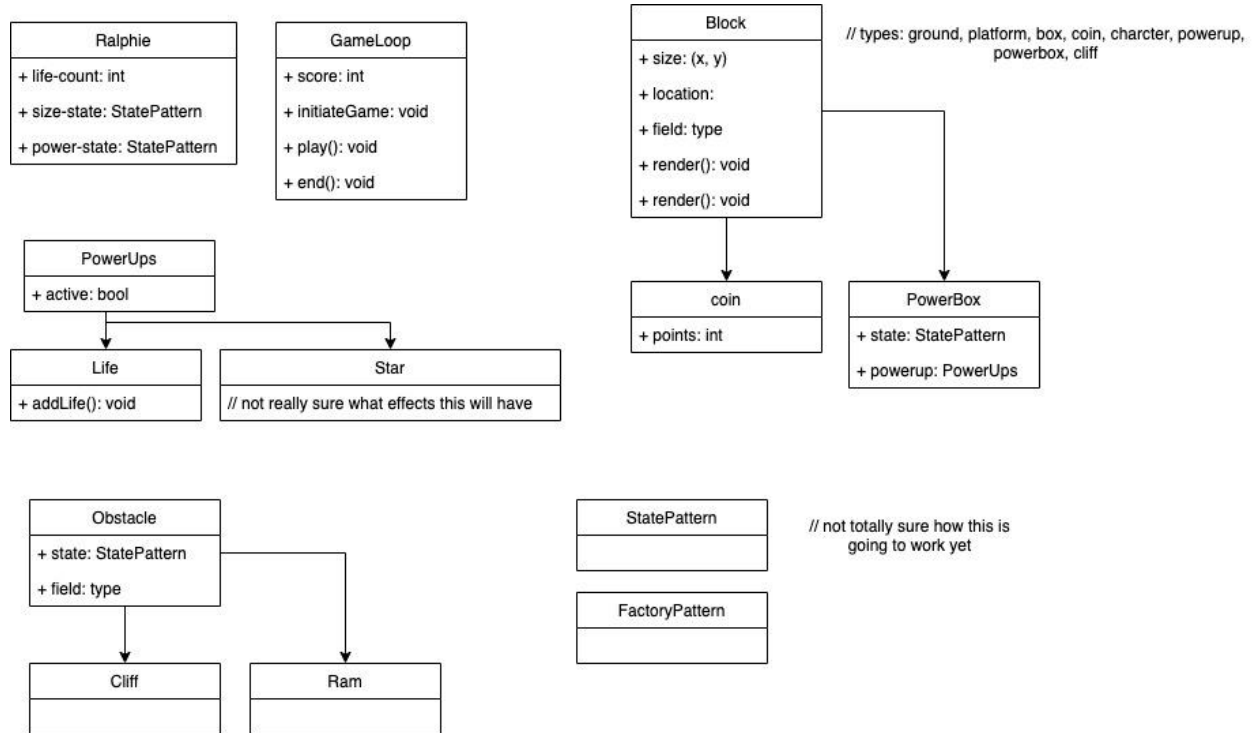 Ralphie
+ life-count: int
+ size-state: StatePattern
+ power-state: StatePattern
GameLoop
+ score: int
+ initiateGame: void
+ play(): void
+ end(): void
Block
+ size: (x, y)
+ location:
+ field: type
+ render(): void
+ render(): void
// types: ground, platform, box, coin, charcter, powerup,
powerbox, cliff
PowerUps
+ active: bool
Life
+ addLife(): void
Star
// not really sure what effects this will have
coin
+ points: int
PowerBox
+ state: StatePattern
+ powerup: PowerUps
Obstacle
+ state: StatePattern
+ field: type
Cliff
Ram
StatePattern
// not totally sure how this is
going to work yet
FactoryPattern